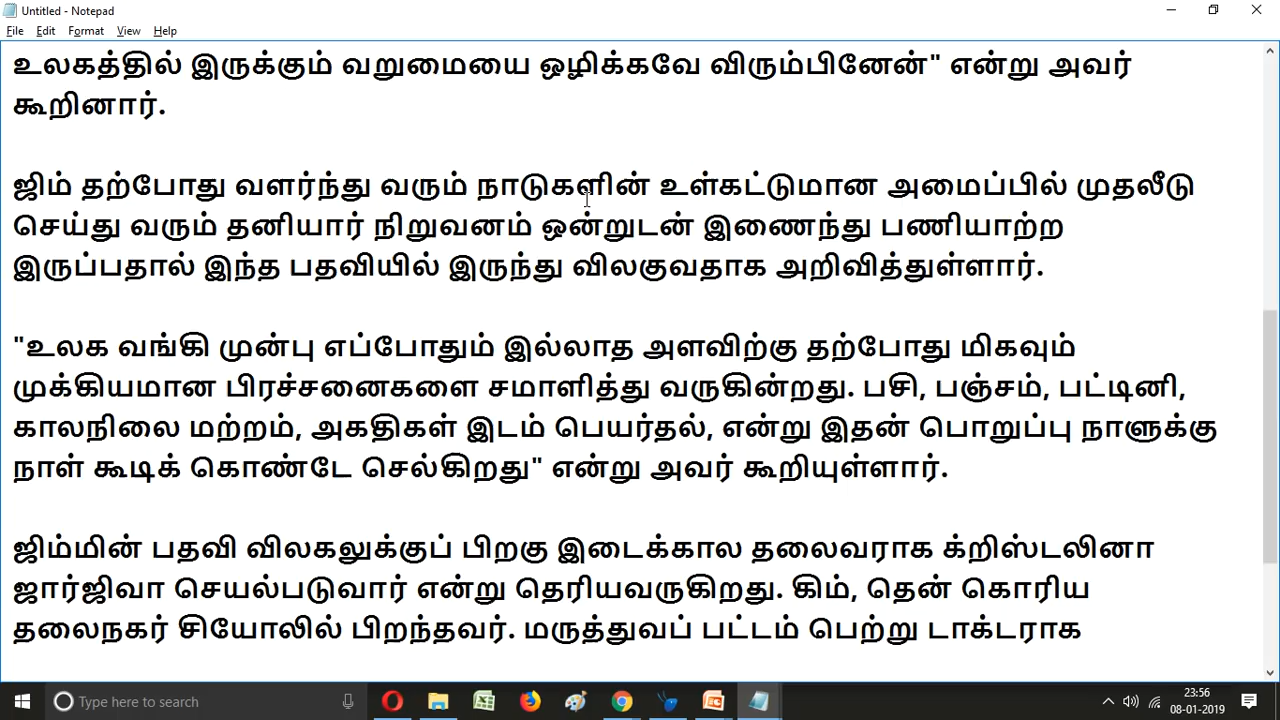 Untitled - Notepad
File Edit Format View Help
உலகத்தில் இருக்கும் வறுமையை ஒழிக்கவே விரும்பினேன்" என்று அவர்
கூறினார்.
ஜிம் தற்போது வளர்ந்து வரும் நாடுகளின் உள்கட்டுமான அமைப்பில் முதலீடு
செய்து வரும் தனியார் நிறுவனம் ஒன்றுடன் இணைந்து பணியாற்ற
இருப்பதால் இந்த பதவியில் இருந்து விலகுவதாக அறிவித்துள்ளார்.
"உலக வங்கி முன்பு எப்போதும் இல்லாத அளவிற்கு தற்போது மிகவும்
முக்கியமான பிரச்சனைகளை சமாளித்து வருகின்றது. பசி, பஞ்சம், பட்டினி,
காலநிலை மற்றம், அகதிகள் இடம் பெயர்தல், என்று இதன் பொறுப்பு நாளுக்கு
நாள் கூடிக் கொண்டே செல்கிறது" என்று அவர் கூறியுள்ளார்.
ஜிம்மின் பதவி விலகலுக்குப் பிறகு இடைக்கால தலைவராக க்றிஸ்டலினா
ஜார்ஜிவா செயல்படுவார் என்று தெரியவருகிறது. கிம், தென் கொரிய
தலைநகர் சியோலில் பிறந்தவர். மருத்துவப் பட்டம் பெற்று டாக்டராக
Type here to search
23:56
08-01-2019